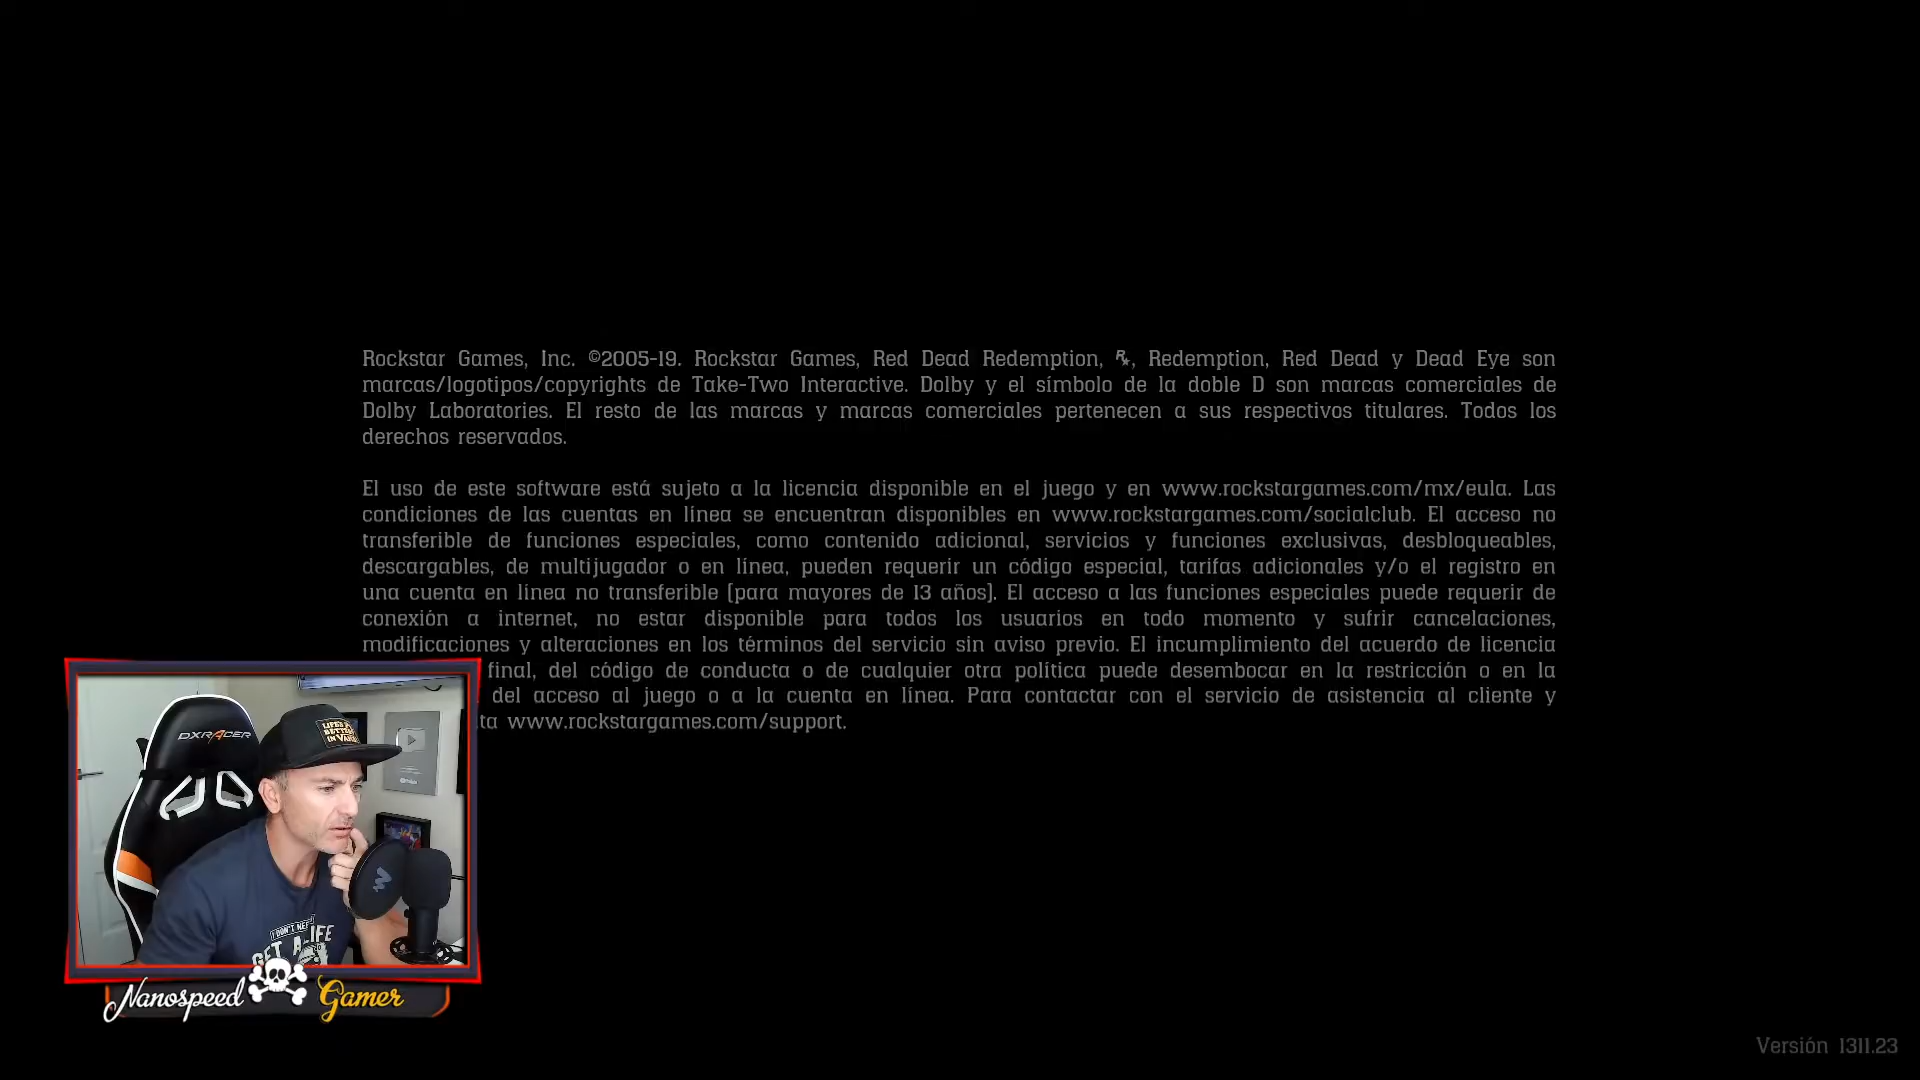 Rockstar Games, Inc. ©2005-19. Rockstar Games, Red Dead Redemption, R★, Redemption, Red Dead y Dead Eye son
marcas/logotipos/copyrights de Take-Two Interactive. Dolby y el símbolo de la doble D son marcas comerciales de
Dolby Laboratories. El resto de las marcas y marcas comerciales pertenecen a sus respectivos titulares. Todos los
derechos reservados.
El uso de este software está sujeto a la licencia disponible en el juego y en www.rockstargames.com/mx/eula. Las
condiciones de las cuentas en línea se encuentran disponibles en www.rockstargames.com/socialclub. El acceso no
transferible de funciones especiales, como contenido adicional, servicios y funciones exclusivas, desbloqueables,
descargables, de multijugador o en línea, pueden requerir un código especial, tarifas adicionales y/o el registro en
una cuenta en línea no transferible (para mayores de 13 años). El acceso a las funciones especiales puede requerir de
conexión a internet, no estar disponible para todos los usuarios en todo momento y sufrir cancelaciones,
modificaciones y alteraciones en los términos del servicio sin aviso previo. El incumplimiento del acuerdo de licencia
final, del código de conducta o de cualquier otra política puede desembocar en la restricción o en la
del acceso al juego o a la cuenta en línea. Para contactar con el servicio de asistencia al cliente y
ta www.rockstargames.com/support.
DXRACER
LIFE'S
BETTER
IN VANS
I DON'T NEED
GET A LIFE
Nanospeed Gamer
Versión 1311.23